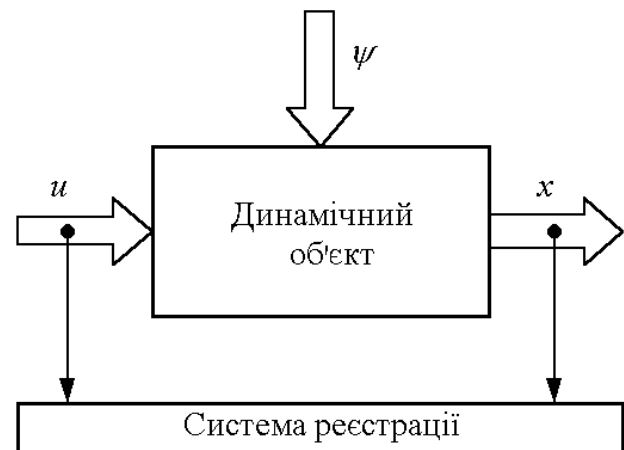 ψ
u
x
Динамічний
об'єкт
Система реєстрації